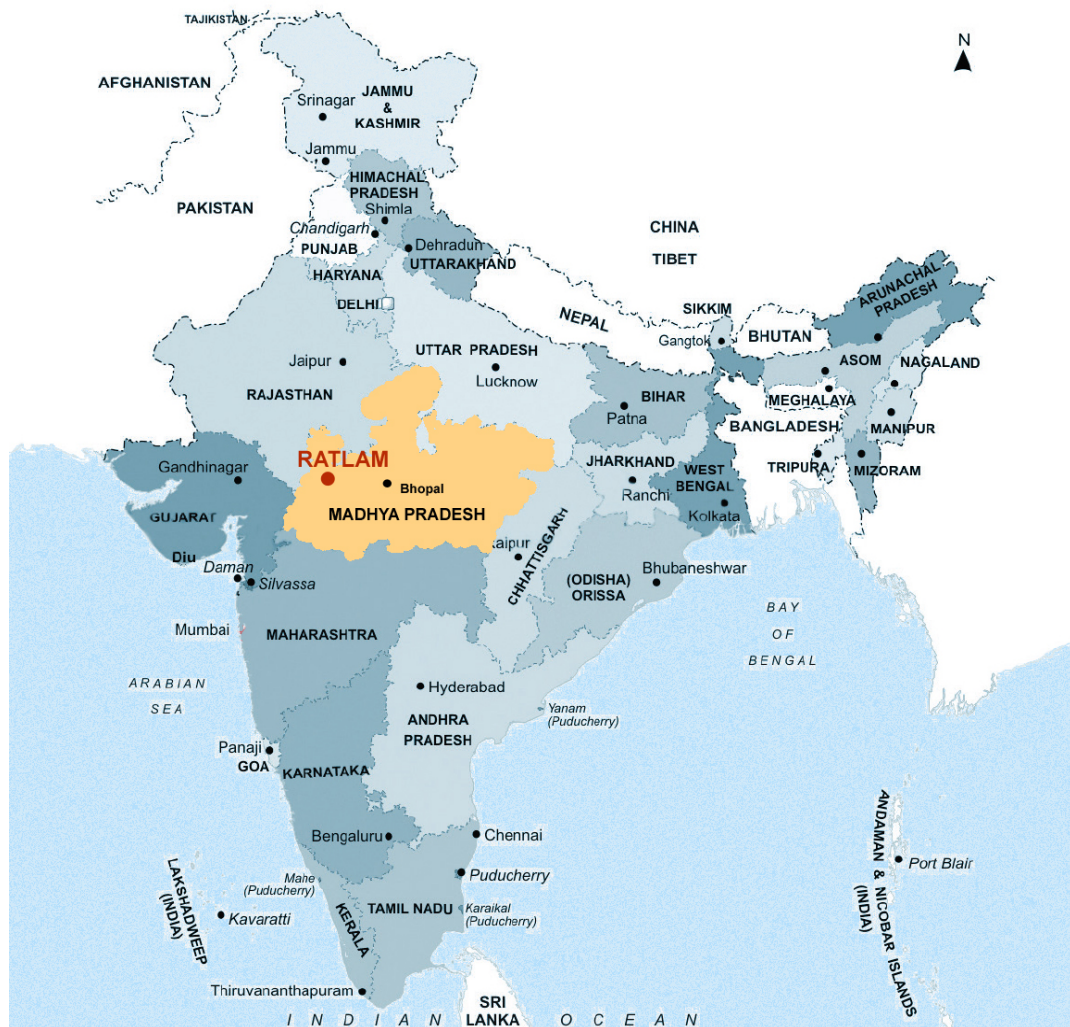 TAJIKISTAN
N
AFGHANISTAN
JAMMU
&
KASHMIR
Srinagar
Jammu
HIMACHAL
PRADESH
Shimla
PAKISTAN
Chandigarh
PUNJAB
Dehradun
UTTARAKHAND
CHINA
TIBET
HARYANA
DELHI
ARUNACHAL
PRADESH
NEPAL
SIKKIM
Gangtok
BHUTAN
UTTAR PRADESH
Lucknow
Jaipur
RAJASTHAN
ASOM
NAGALAND
MEGHALAYA
BIHAR
Patna
BANGLADESH
MANIPUR
RATLAM
Bhopal
MADHYA PRADESH
Gandhinagar
GUJARAT
JHARKHAND
Ranchi
WEST
BENGAL
Kolkata
TRIPURA
MIZORAM
Diu
Daman
Silvassa
aipur
CHHATTISGARH
(ODISHA)
ORISSA
Bhubaneshwar
Mumbai
MAHARASHTRA
BAY
OF
BENGAL
ARABIAN
SEA
Hyderabad
Yanam
(Puducherry)
ANDHRA
PRADESH
Panaji
GOA
KARNATAKA
Bengaluru
Chennai
ANDAMAN & NICOBAR ISLANDS
(INDIA)
Port Blair
LAKSHADWEEP
(INDIA)
Mahe
(Puducherry)
Puducherry
Kavaratti
KERALA
TAMIL NADU
Karaikal
(Puducherry)
Thiruvananthapuram
SRI
LANKA
INDIAN OCEAN